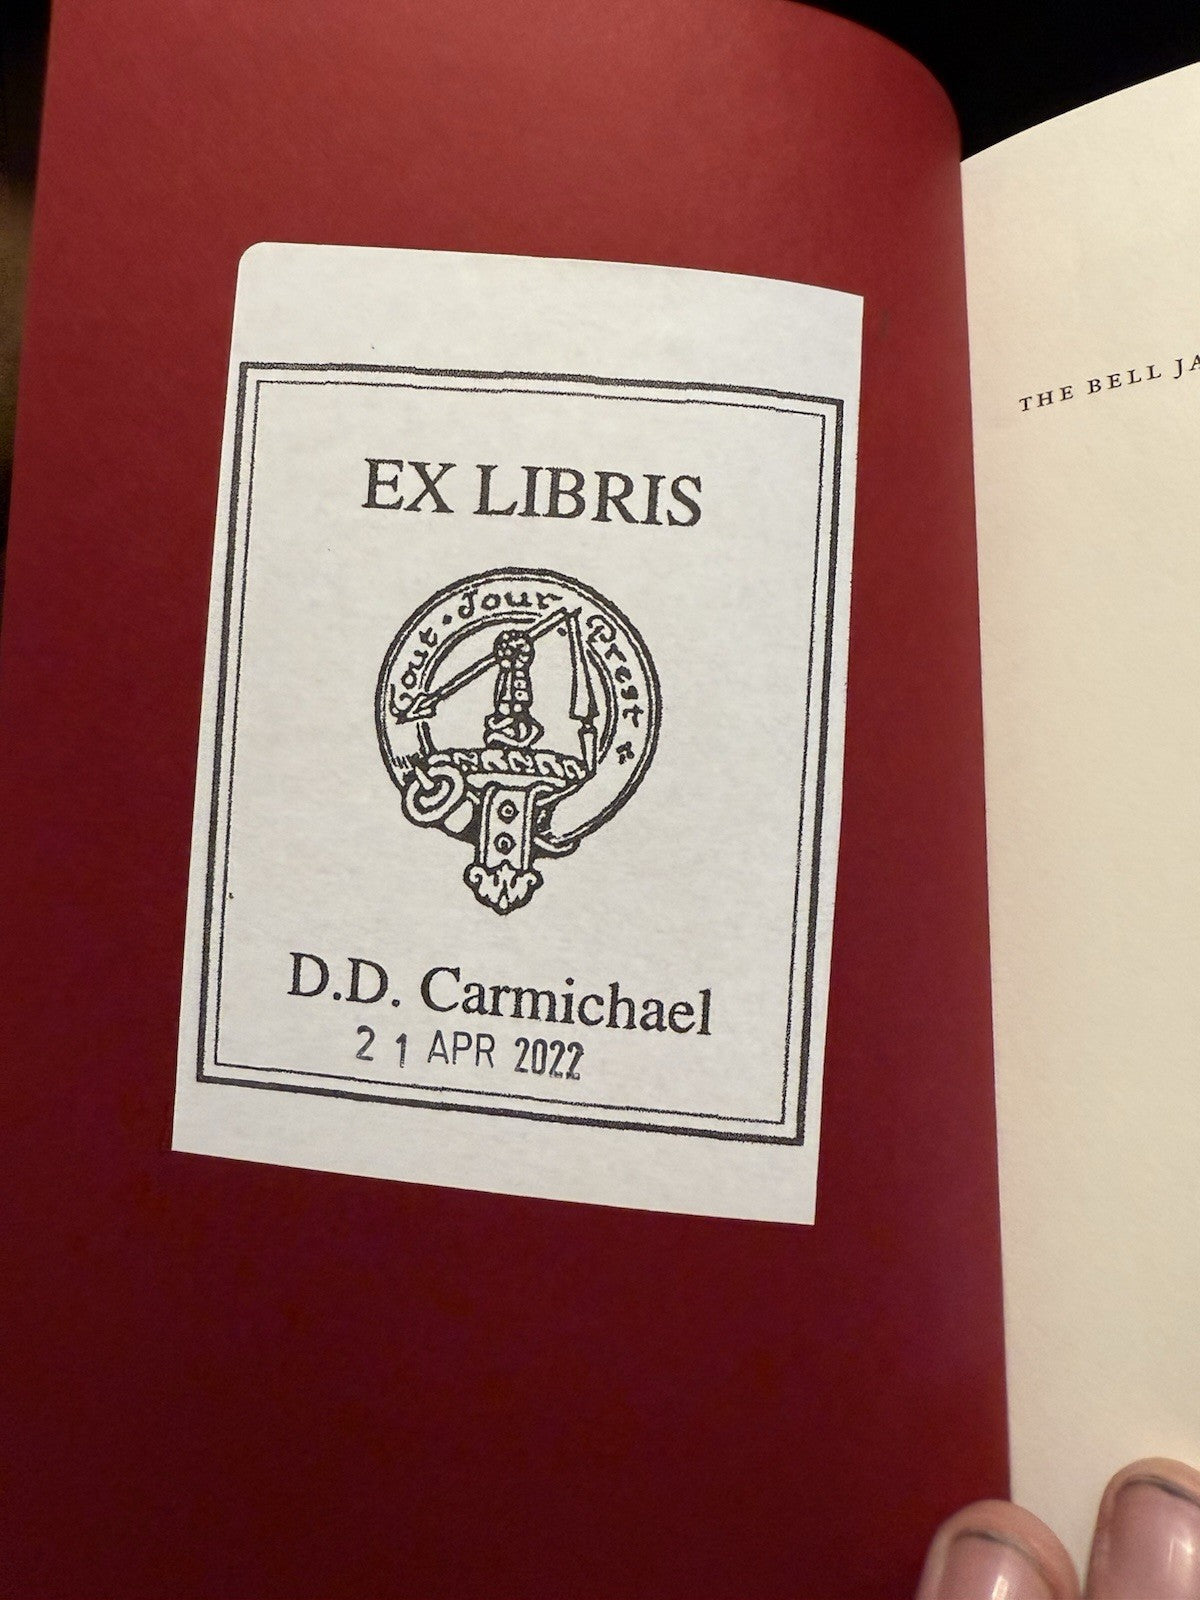 EX LIBRIS
Tout · Jour Prest
D.D. Carmichael
21 APR 2022
THE BELL JA